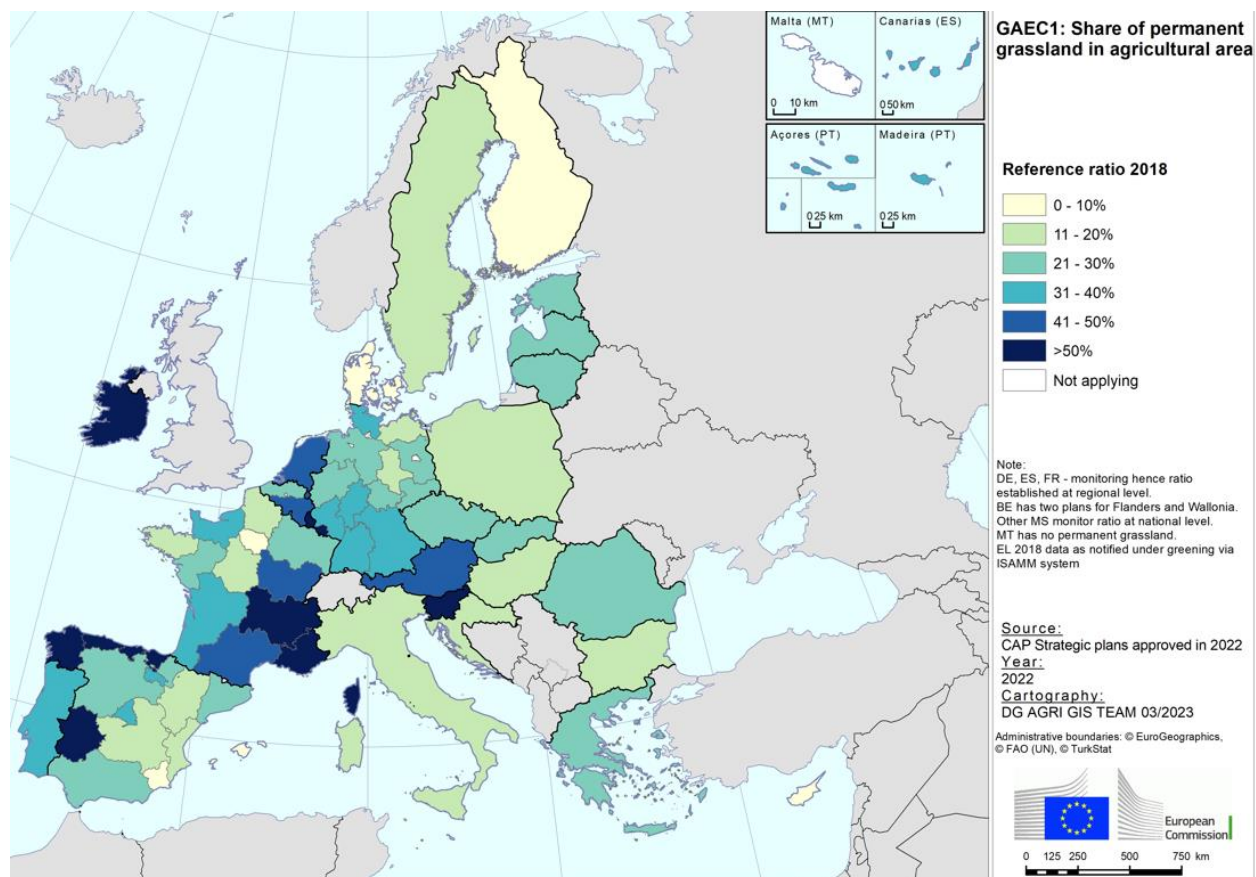 Malta (MT)
0 10 km
Canarias (ES)
0 50 km
Açores (PT)
0 25 km
Madeira (PT)
0 25 km
GAEC1: Share of permanent
grassland in agricultural area
Reference ratio 2018
0 - 10%
11 - 20%
21 - 30%
31 - 40%
41 - 50%
>50%
Not applying
Note:
DE, ES, FR - monitoring hence ratio
established at regional level.
BE has two plans for Flanders and Wallonia.
Other MS monitor ratio at national level.
MT has no permanent grassland.
EL 2018 data as notified under greening via
ISAMM system
Source:
CAP Strategic plans approved in 2022
Year:
2022
Cartography:
DG AGRI GIS TEAM 03/2023
Administrative boundaries: © EuroGeographics,
© FAO (UN), © TurkStat
European
Commission
0 125 250 500 750 km